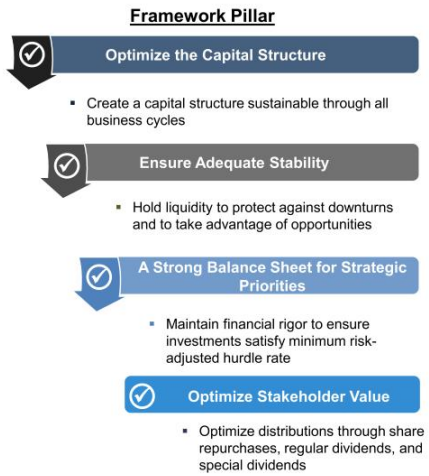 Framework Pillar
Optimize the Capital Structure
▪ Create a capital structure sustainable through all
business cycles
Ensure Adequate Stability
▪ Hold liquidity to protect against downturns
and to take advantage of opportunities
A Strong Balance Sheet for Strategic
Priorities
▪ Maintain financial rigor to ensure
investments satisfy minimum risk-
adjusted hurdle rate
Optimize Stakeholder Value
▪ Optimize distributions through share
repurchases, regular dividends, and
special dividends